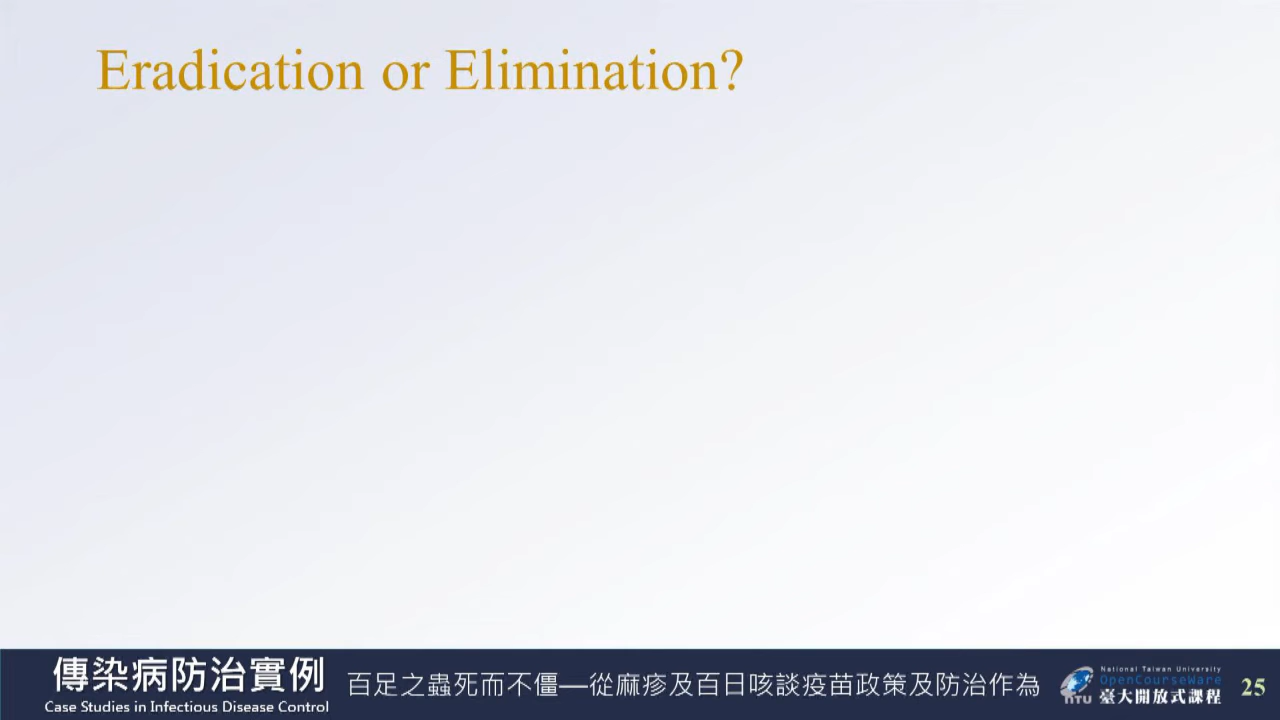 Eradication or Elimination?
傳染病防治實例
Case Studies in Infectious Disease Control
百足之蟲死而不僵—從麻疹及百日咳談疫苗政策及防治作為
NTU
National Taiwan University
OpenCourseWare
臺大開放式課程
25